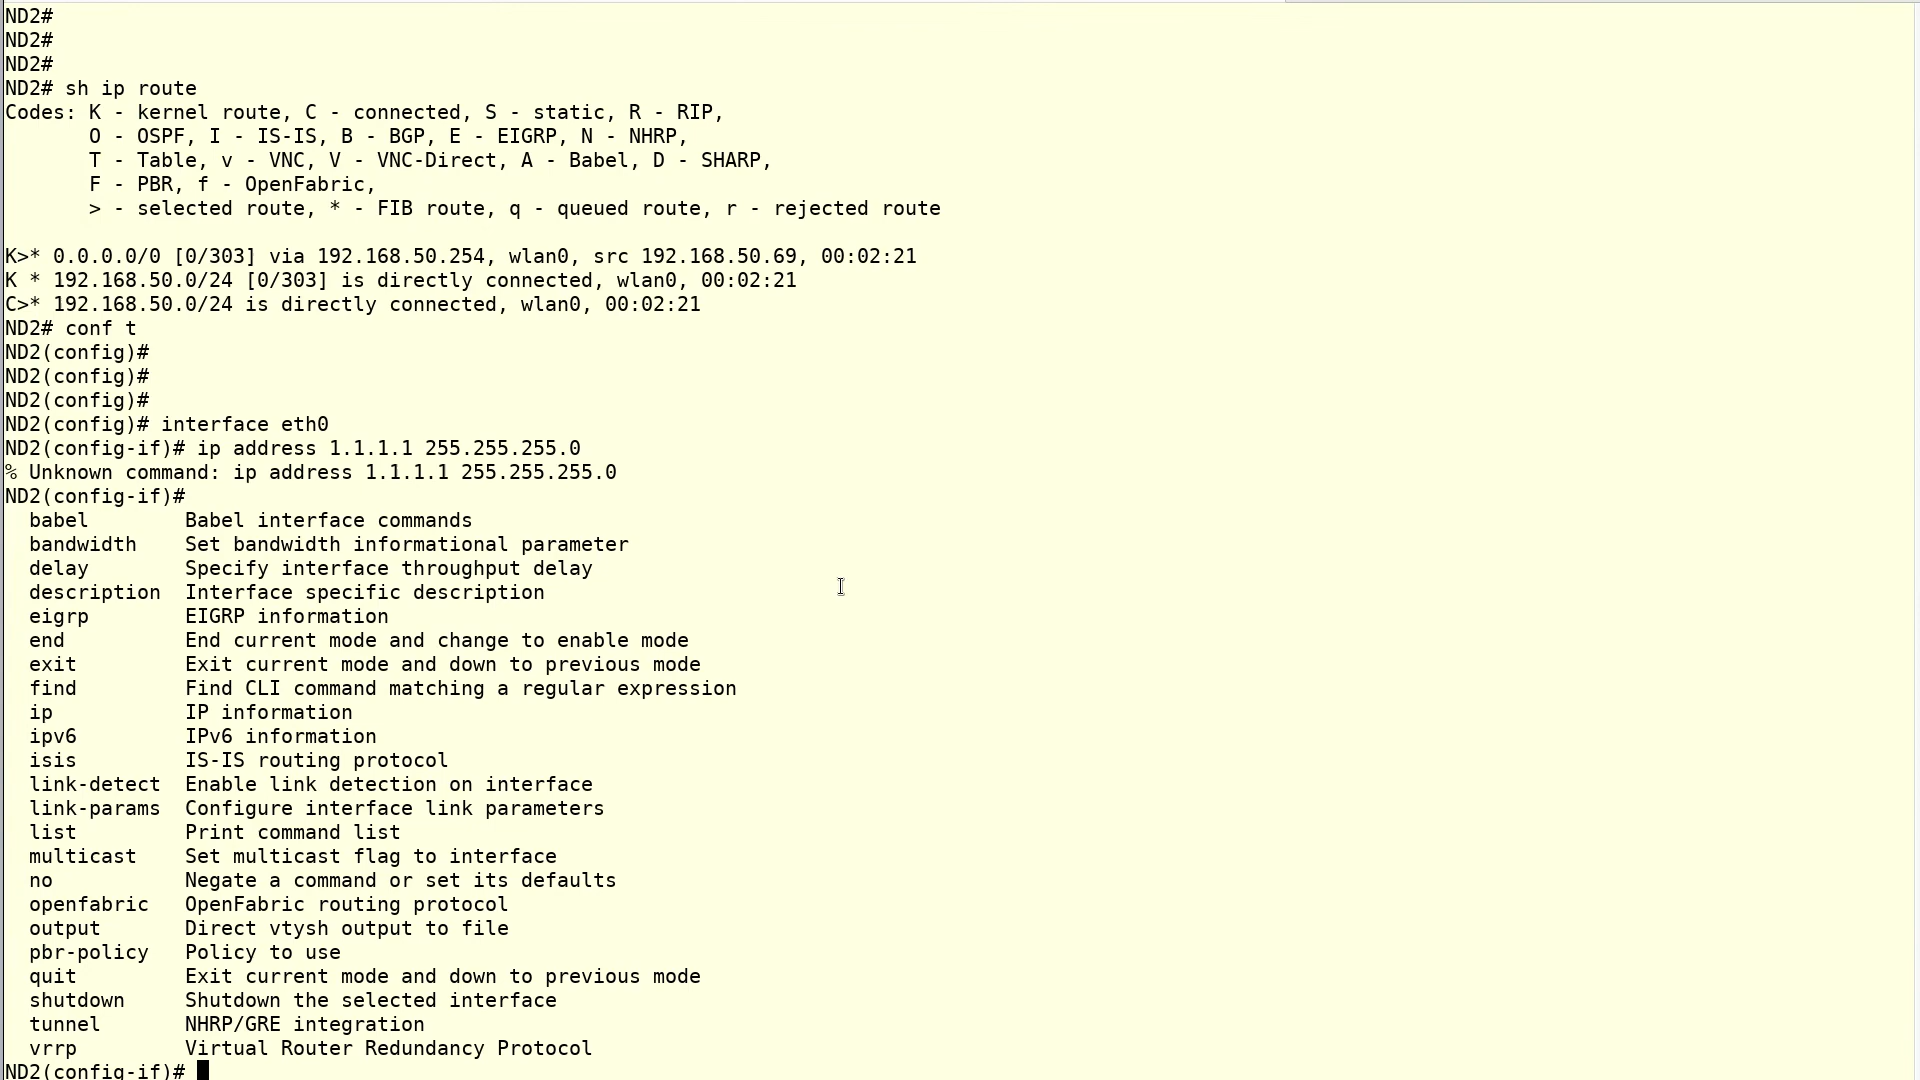 ND2#
ND2#
ND2#
ND2# sh ip route
Codes: K - kernel route, C - connected, S - static, R - RIP,
       O - OSPF, I - IS-IS, B - BGP, E - EIGRP, N - NHRP,
       T - Table, v - VNC, V - VNC-Direct, A - Babel, D - SHARP,
       F - PBR, f - OpenFabric,
       > - selected route, * - FIB route, q - queued route, r - rejected route

K>* 0.0.0.0/0 [0/303] via 192.168.50.254, wlan0, src 192.168.50.69, 00:02:21
K * 192.168.50.0/24 [0/303] is directly connected, wlan0, 00:02:21
C>* 192.168.50.0/24 is directly connected, wlan0, 00:02:21
ND2# conf t
ND2(config)#
ND2(config)#
ND2(config)#
ND2(config)# interface eth0
ND2(config-if)# ip address 1.1.1.1 255.255.255.0
% Unknown command: ip address 1.1.1.1 255.255.255.0
ND2(config-if)#
  babel        Babel interface commands
  bandwidth    Set bandwidth informational parameter
  delay        Specify interface throughput delay
  description  Interface specific description
  eigrp        EIGRP information
  end          End current mode and change to enable mode
  exit         Exit current mode and down to previous mode
  find         Find CLI command matching a regular expression
  ip           IP information
  ipv6         IPv6 information
  isis         IS-IS routing protocol
  link-detect  Enable link detection on interface
  link-params  Configure interface link parameters
  list         Print command list
  multicast    Set multicast flag to interface
  no           Negate a command or set its defaults
  openfabric   OpenFabric routing protocol
  output       Direct vtysh output to file
  pbr-policy   Policy to use
  quit         Exit current mode and down to previous mode
  shutdown     Shutdown the selected interface
  tunnel       NHRP/GRE integration
  vrrp         Virtual Router Redundancy Protocol
ND2(config-if)#